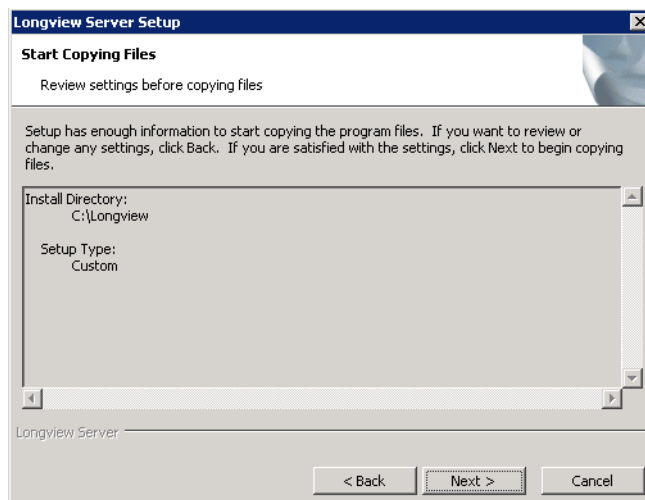 Longview Server Setup
Start Copying Files
Review settings before copying files
Setup has enough information to start copying the program files. If you want to review or
change any settings, click Back. If you are satisfied with the settings, click Next to begin copying
files.
Install Directory:
C:\Longview
Setup Type:
Custom
Longview Server
< Back Next > Cancel